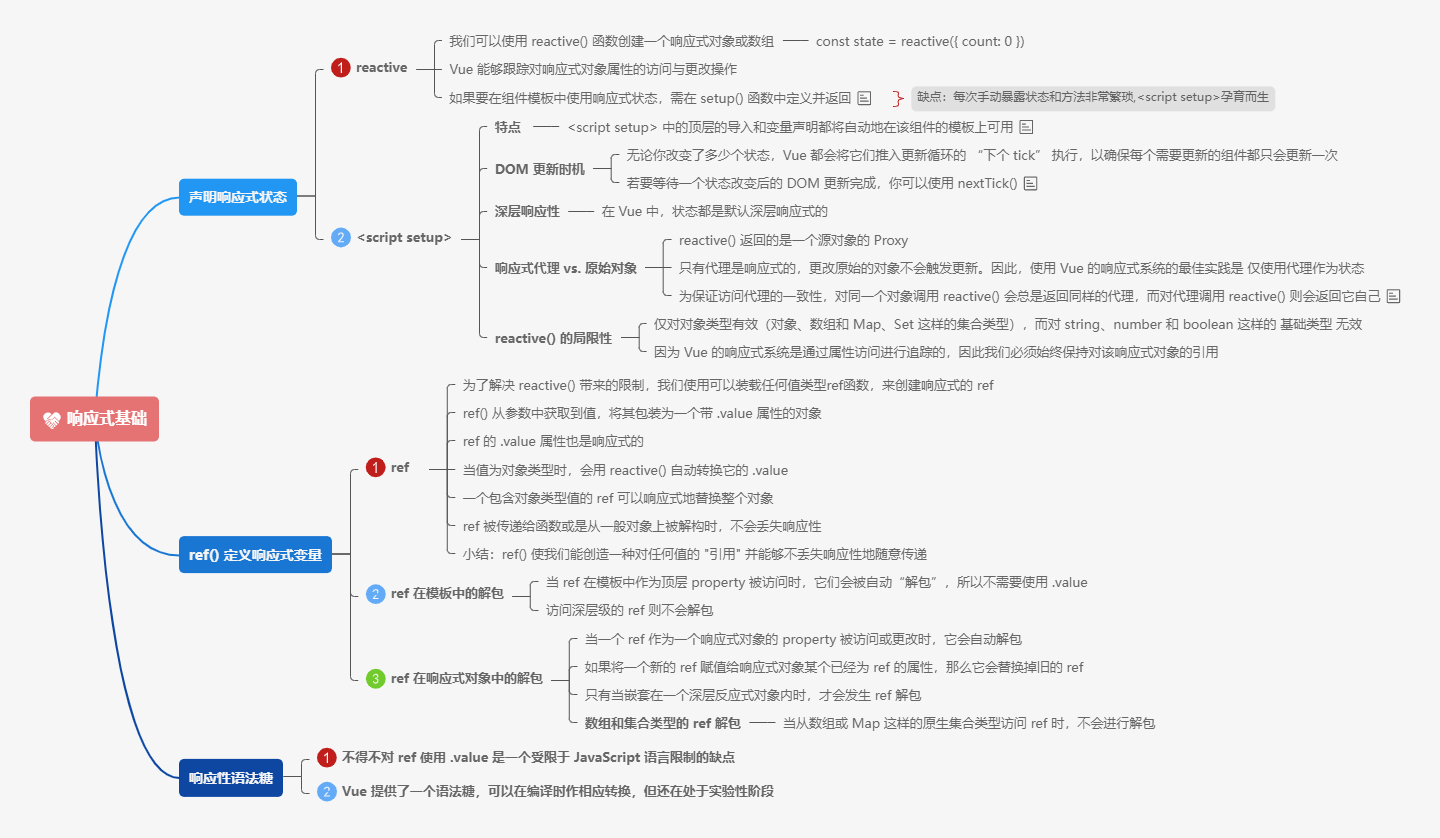 响应式基础
声明响应式状态
1 reactive
我们可以使用 reactive() 函数创建一个响应式对象或数组
const state = reactive({ count: 0 })
Vue 能够跟踪对响应式对象属性的访问与更改操作
如果要在组件模板中使用响应式状态，需在 setup() 函数中定义并返回
缺点：每次手动暴露状态和方法非常繁琐,<script setup>孕育而生
2 <script setup>
特点
<script setup> 中的顶层的导入和变量声明都将自动地在该组件的模板上可用
DOM 更新时机
无论你改变了多少个状态，Vue 都会将它们推入更新循环的 “下个 tick” 执行，以确保每个需要更新的组件都只会更新一次
若要等待一个状态改变后的 DOM 更新完成，你可以使用 nextTick()
深层响应性
在 Vue 中，状态都是默认深层响应式的
响应式代理 vs. 原始对象
reactive() 返回的是一个源对象的 Proxy
只有代理是响应式的，更改原始的对象不会触发更新。因此，使用 Vue 的响应式系统的最佳实践是 仅使用代理作为状态
为保证访问代理的一致性，对同一个对象调用 reactive() 会总是返回同样的代理，而对代理调用 reactive() 则会返回它自己
reactive() 的局限性
仅对对象类型有效（对象、数组和 Map、Set 这样的集合类型），而对 string、number 和 boolean 这样的 基础类型 无效
因为 Vue 的响应式系统是通过属性访问进行追踪的，因此我们必须始终保持对该响应式对象的引用
ref() 定义响应式变量
1 ref
为了解决 reactive() 带来的限制，我们使用可以装载任何值类型ref函数，来创建响应式的 ref
ref() 从参数中获取到值，将其包装为一个带 .value 属性的对象
ref 的 .value 属性也是响应式的
当值为对象类型时，会用 reactive() 自动转换它的 .value
一个包含对象类型值的 ref 可以响应式地替换整个对象
ref 被传递给函数或是从一般对象上被解构时，不会丢失响应性
小结：ref() 使我们能创造一种对任何值的 "引用" 并能够不丢失响应性地随意传递
2 ref 在模板中的解包
当 ref 在模板中作为顶层 property 被访问时，它们会被自动“解包”，所以不需要使用 .value
访问深层级的 ref 则不会解包
3 ref 在响应式对象中的解包
当一个 ref 作为一个响应式对象的 property 被访问或更改时，它会自动解包
如果将一个新的 ref 赋值给响应式对象某个已经为 ref 的属性，那么它会替换掉旧的 ref
只有当嵌套在一个深层反应式对象内时，才会发生 ref 解包
数组和集合类型的 ref 解包
当从数组或 Map 这样的原生集合类型访问 ref 时，不会进行解包
响应性语法糖
1 不得不对 ref 使用 .value 是一个受限于 JavaScript 语言限制的缺点
2 Vue 提供了一个语法糖，可以在编译时作相应转换，但还在处于实验性阶段